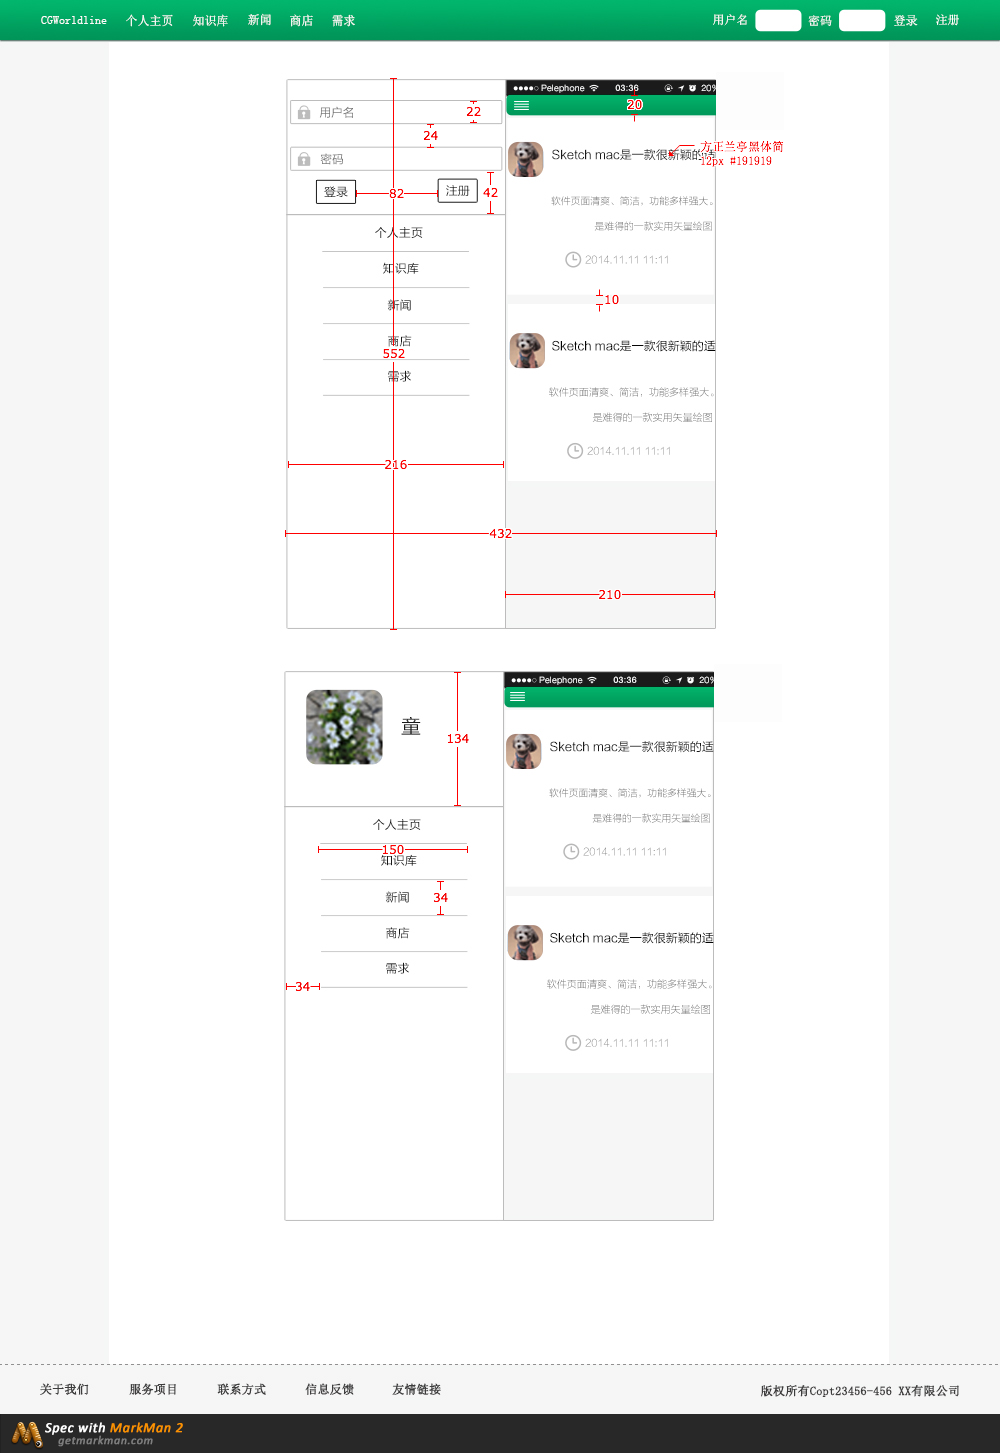 CGWorldline 个人主页 知识库 新闻 商店 需求 用户名 密码 登录 注册
用户名
22
24
密码
登录 82 注册 42
个人主页
知识库
新闻
商店
552
需求
216
432
Pelephone 03:36 20%
20
Sketch mac是一款很新颖的适
方正兰亭黑体简
12px #191919
软件页面清爽、简洁，功能多样强大。
是难得的一款实用矢量绘图
2014.11.11 11:11
10
Sketch mac是一款很新颖的适
软件页面清爽、简洁，功能多样强大。
是难得的一款实用矢量绘图
2014.11.11 11:11
210
童
134
个人主页
150
知识库
新闻 34
商店
需求
34
Pelephone 03:36 20%
Sketch mac是一款很新颖的适
软件页面清爽、简洁，功能多样强大。
是难得的一款实用矢量绘图
2014.11.11 11:11
Sketch mac是一款很新颖的适
软件页面清爽、简洁，功能多样强大。
是难得的一款实用矢量绘图
2014.11.11 11:11
关于我们 服务项目 联系方式 信息反馈 友情链接 版权所有Copt23456-456 XX有限公司
Spec with MarkMan 2
getmarkman.com